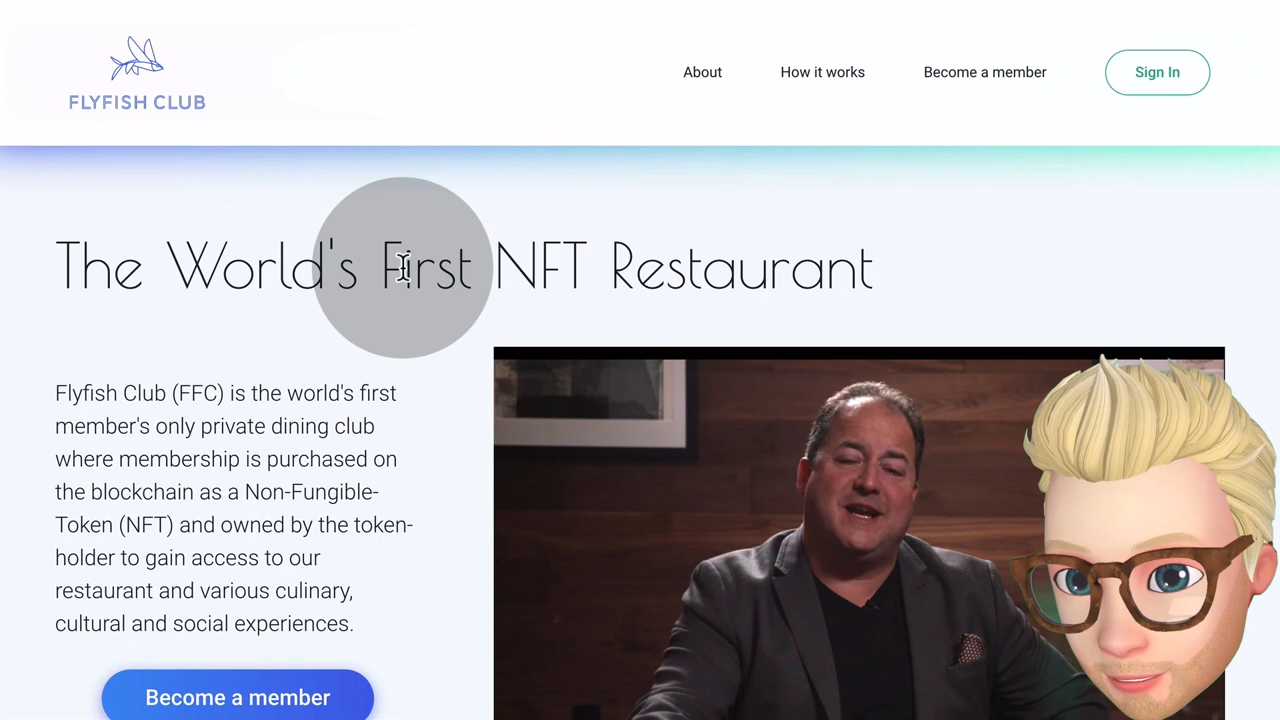 FLYFISH CLUB
About
How it works
Become a member
Sign In
The World's First NFT Restaurant
Flyfish Club (FFC) is the world's first
member's only private dining club
where membership is purchased on
the blockchain as a Non-Fungible-
Token (NFT) and owned by the token-
holder to gain access to our
restaurant and various culinary,
cultural and social experiences.
Become a member